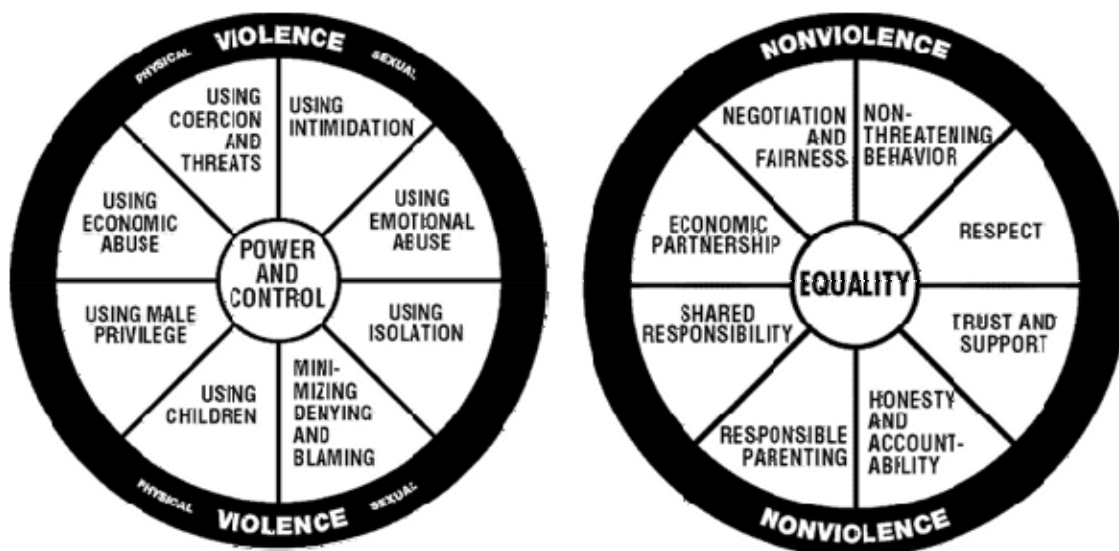 PHYSICAL VIOLENCE SEXUAL
USING
COERCION
AND
THREATS
USING
INTIMIDATION
USING
EMOTIONAL
ABUSE
USING
ISOLATION
MINI-
MIZING
DENYING
AND
BLAMING
USING
CHILDREN
USING MALE
PRIVILEGE
USING
ECONOMIC
ABUSE
POWER
AND
CONTROL
PHYSICAL VIOLENCE SEXUAL
NONVIOLENCE
NEGOTIATION
AND
FAIRNESS
NON-
THREATENING
BEHAVIOR
RESPECT
TRUST AND
SUPPORT
HONESTY
AND
ACCOUNT-
ABILITY
RESPONSIBLE
PARENTING
SHARED
RESPONSIBILITY
ECONOMIC
PARTNERSHIP
EQUALITY
NONVIOLENCE